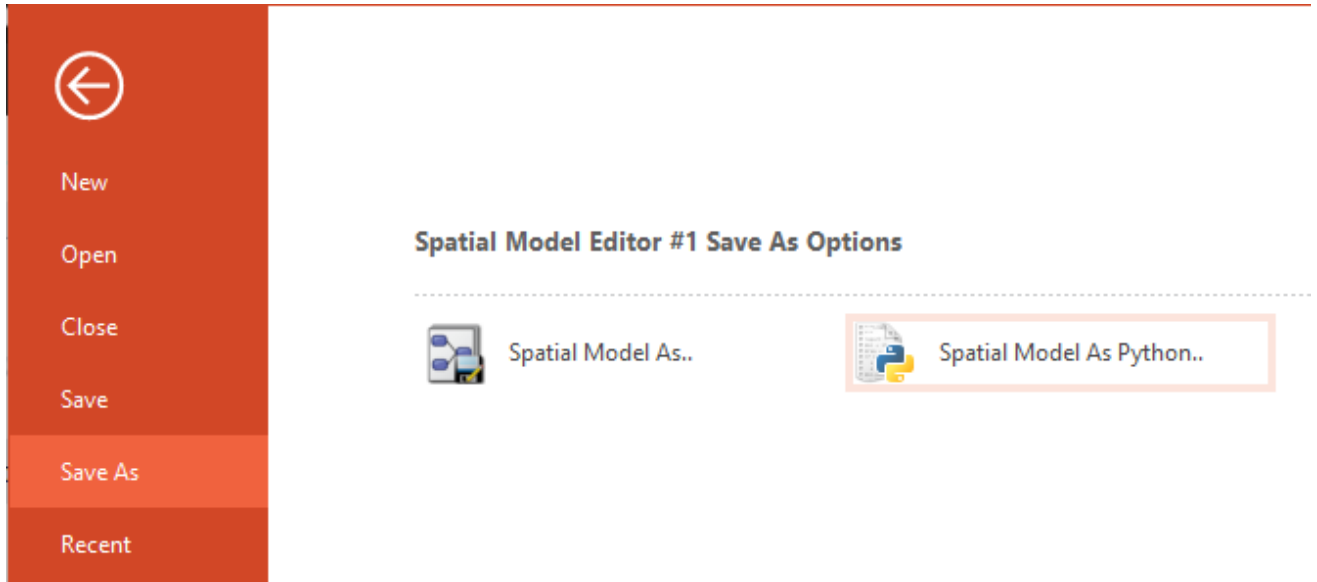 New
Open
Close
Save
Save As
Recent
Spatial Model Editor #1 Save As Options
Spatial Model As..
Spatial Model As Python..